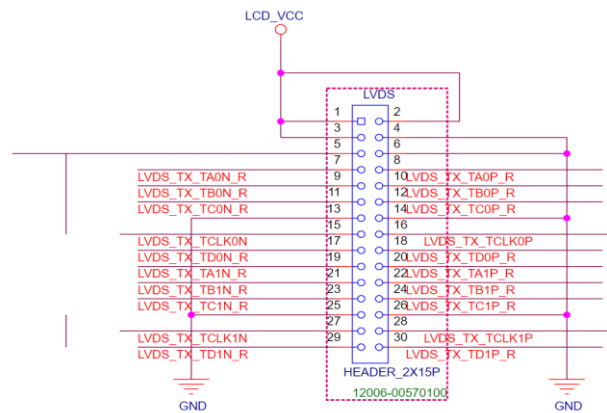 LCD_VCC
LVDS
1 2
3 4
5 6
7 8
LVDS_TX_TA0N_R 9 10 LVDS_TX_TA0P_R
LVDS_TX_TB0N_R 11 12 LVDS_TX_TB0P_R
LVDS_TX_TC0N_R 13 14 LVDS_TX_TC0P_R
15 16
LVDS_TX_TCLK0N 17 18 LVDS_TX_TCLK0P
LVDS_TX_TD0N_R 19 20 LVDS_TX_TD0P_R
LVDS_TX_TA1N_R 21 22 LVDS_TX_TA1P_R
LVDS_TX_TB1N_R 23 24 LVDS_TX_TB1P_R
LVDS_TX_TC1N_R 25 26 LVDS_TX_TC1P_R
27 28
LVDS_TX_TCLK1N 29 30 LVDS_TX_TCLK1P
LVDS_TX_TD1N_R LVDS_TX_TD1P_R
HEADER_2X15P
12006-00570100
GND GND